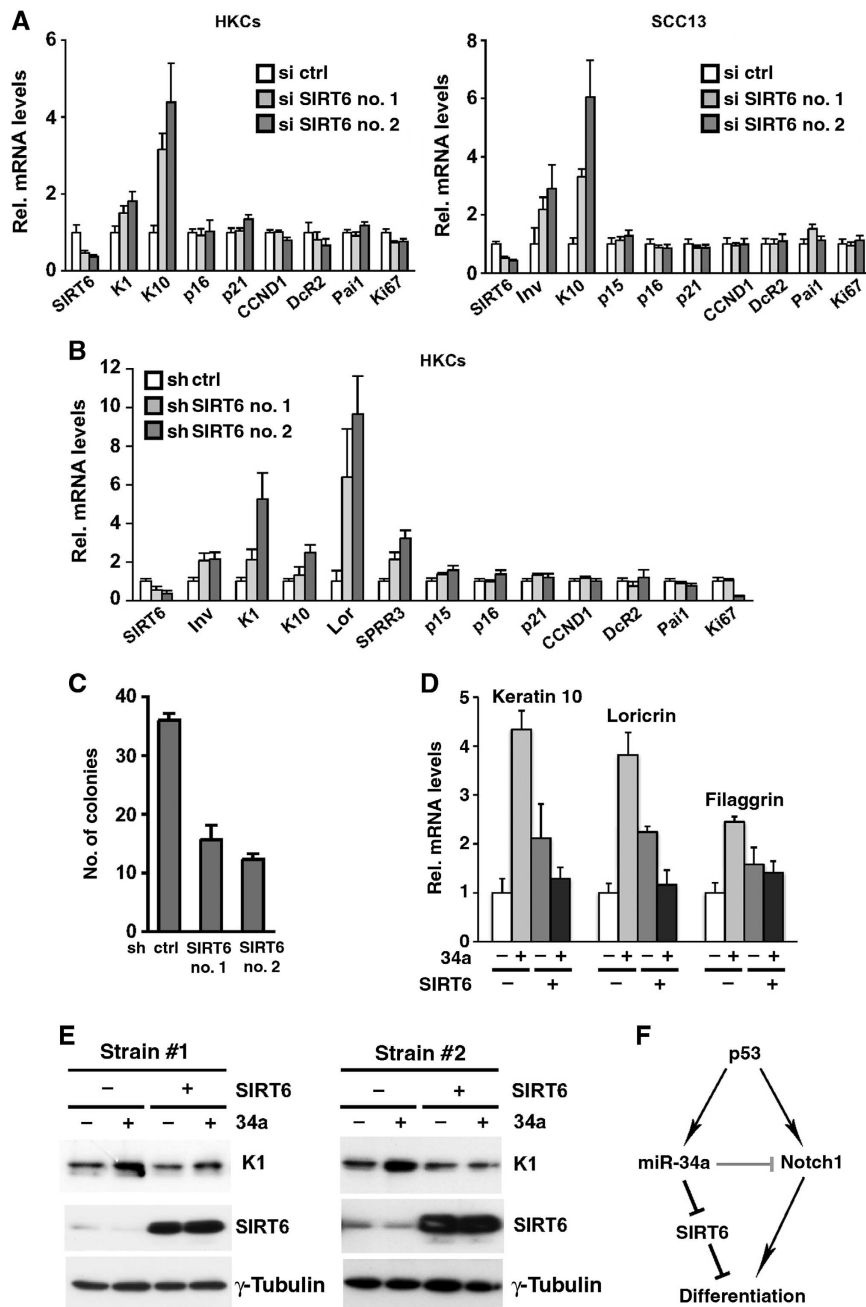 A
HKCs
Rel. mRNA levels
8
6
4
2
0
si ctrl
si SIRT6 no. 1
si SIRT6 no. 2
SIRT6
K1
K10
p16
p21
CCND1
DcR2
Pai1
Ki67
SCC13
Rel. mRNA levels
8
6
4
2
0
si ctrl
si SIRT6 no. 1
si SIRT6 no. 2
SIRT6
Inv
K10
p15
p16
p21
CCND1
DcR2
Pai1
Ki67
B
HKCs
Rel. mRNA levels
12
10
8
6
4
2
0
sh ctrl
sh SIRT6 no. 1
sh SIRT6 no. 2
SIRT6
Inv
K1
K10
Lor
SPRR3
p15
p16
p21
CCND1
DcR2
Pai1
Ki67
C
No. of colonies
40
30
20
10
0
sh ctrl SIRT6 SIRT6
no. 1 no. 2
D
Rel. mRNA levels
5
4
3
2
1
0
Keratin 10
Loricrin
Filaggrin
34a – + – + – + – + – + – +
SIRT6 – + – + – +
E
Strain #1
– + SIRT6
– + – + 34a
K1
SIRT6
γ-Tubulin
Strain #2
– + SIRT6
– + – + 34a
K1
SIRT6
γ-Tubulin
F
p53
miR-34a Notch1
SIRT6
Differentiation